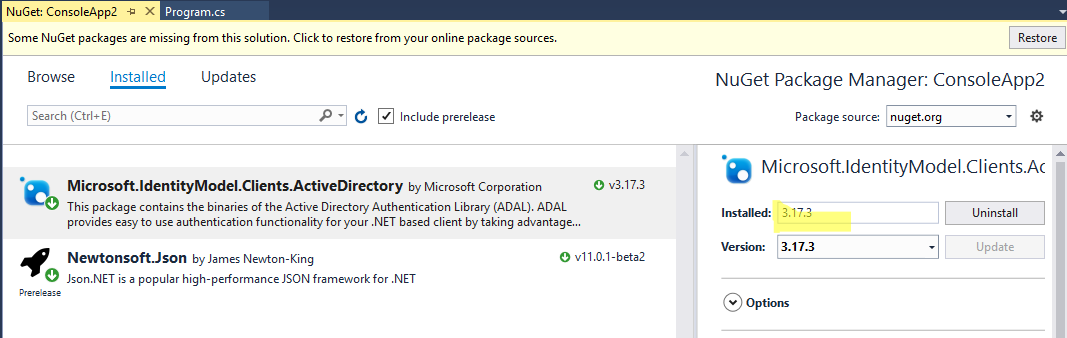 NuGet: ConsoleApp2 Program.cs
Some NuGet packages are missing from this solution. Click to restore from your online package sources. Restore
Browse Installed Updates
NuGet Package Manager: ConsoleApp2
Search (Ctrl+E) Include prerelease
Package source: nuget.org
Microsoft.IdentityModel.Clients.ActiveDirectory by Microsoft Corporation v3.17.3
This package contains the binaries of the Active Directory Authentication Library (ADAL). ADAL
provides easy to use authentication functionality for your .NET based client by taking advantage...
Newtonsoft.Json by James Newton-King v11.0.1-beta2
Json.NET is a popular high-performance JSON framework for .NET
Prerelease
Microsoft.IdentityModel.Clients.Ac
Installed: 3.17.3 Uninstall
Version: 3.17.3 Update
Options